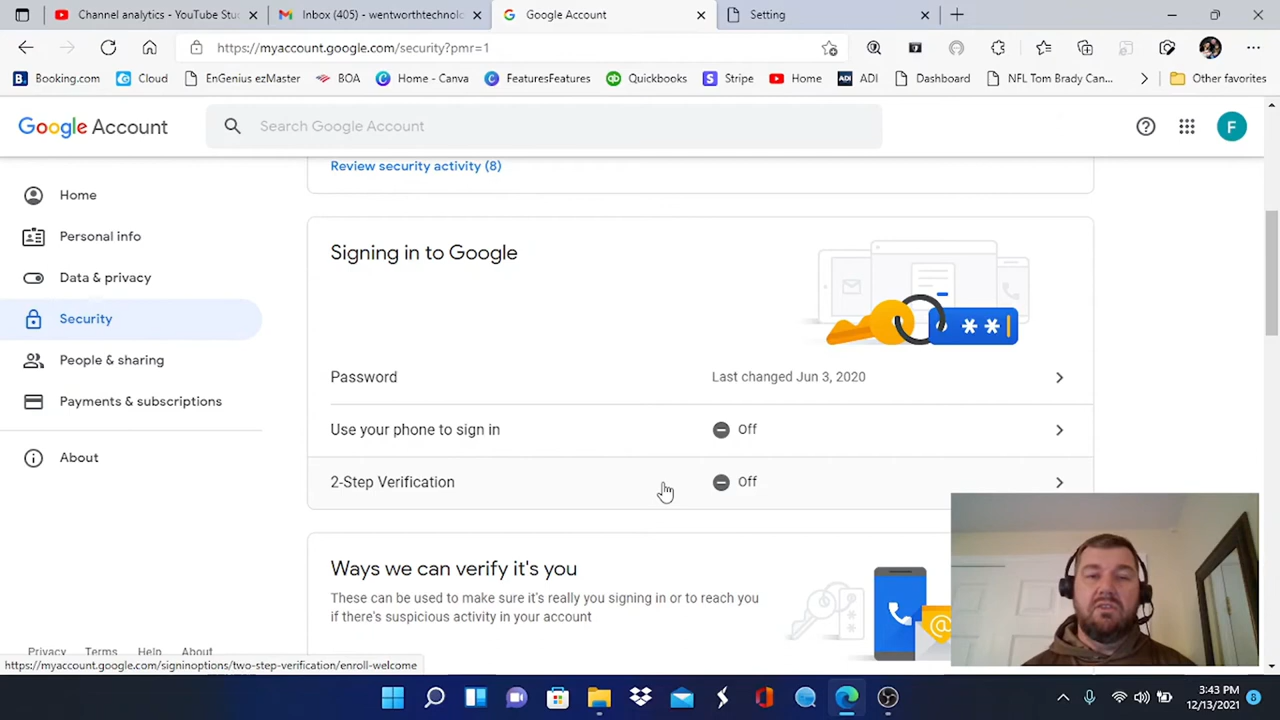 Channel analytics - YouTube Stu
Inbox (405) - wentworthtechnolo
Google Account
Setting
https://myaccount.google.com/security?pmr=1
Booking.com
Cloud
EnGenius ezMaster
BOA
Home - Canva
FeaturesFeatures
Quickbooks
Stripe
Home
ADI
Dashboard
NFL Tom Brady Can...
Other favorites
Google Account
Search Google Account
F
Review security activity (8)
Home
Personal info
Data & privacy
Security
People & sharing
Payments & subscriptions
About
Signing in to Google
Password
Last changed Jun 3, 2020
Use your phone to sign in
Off
2-Step Verification
Off
Ways we can verify it's you
These can be used to make sure it's really you signing in or to reach you
if there's suspicious activity in your account
Privacy
Terms
Help
About
https://myaccount.google.com/signinoptions/two-step-verification/enroll-welcome
3:43 PM
12/13/2021
8